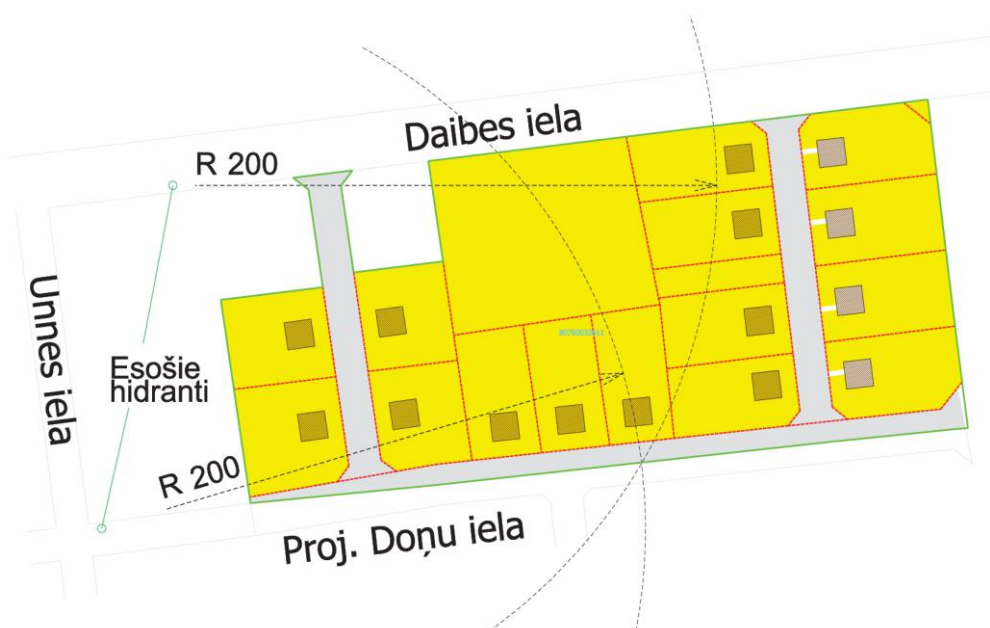 Daibes iela
R 200
Unnes iela
Esošie
hidranti
R 200
Proj. Doņu iela